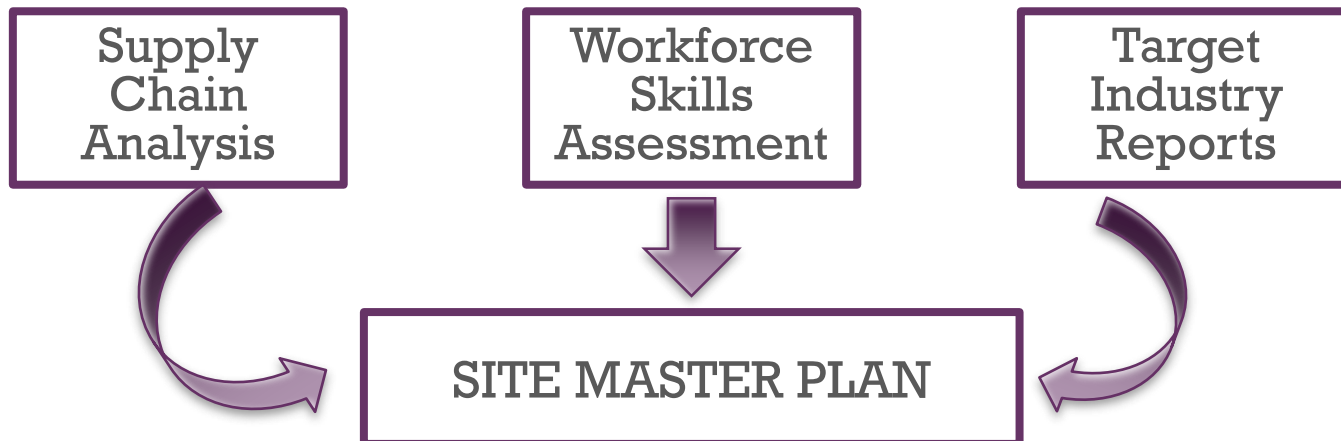 Supply
Chain
Analysis
Workforce
Skills
Assessment
Target
Industry
Reports
SITE MASTER PLAN